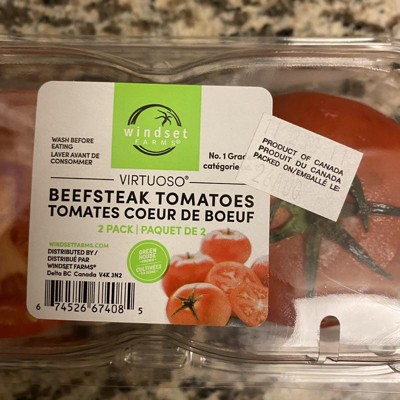 windset
FARMS®
WASH BEFORE
EATING
LAVER AVANT DE
CONSOMMER
No. 1 Grad
catégorie
PRODUCT OF CANADA
PRODUIT DU CANADA
PACKED ON/EMBALLÉ LE:
VIRTUOSO®
BEEFSTEAK TOMATOES
TOMATES COEUR DE BOEUF
2 PACK | PAQUET DE 2
WINDSETFARMS.COM
DISTRIBUTED BY/
DISTRIBUÉ PAR
WINDSET FARMS®
Delta BC Canada V4K 3N2
GREEN
HOUSE
6 74526 67408 5